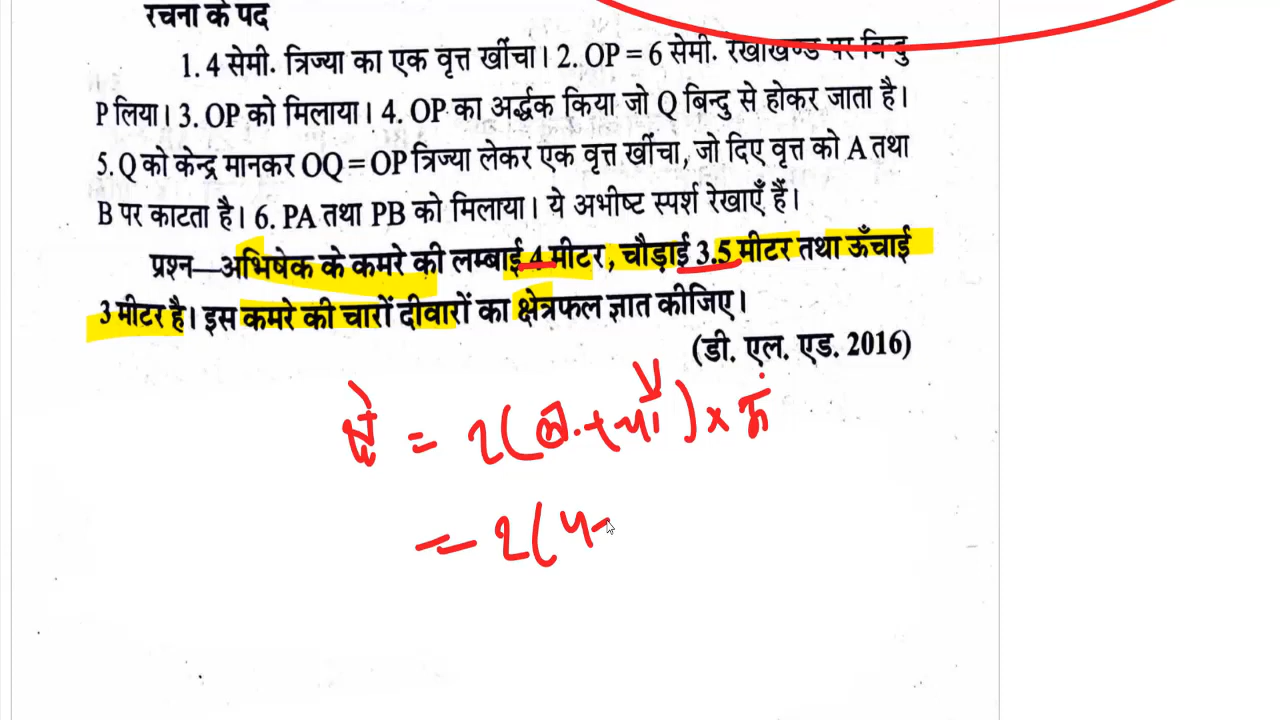 रचना के पद
1. 4 सेमी. त्रिज्या का एक वृत्त खींचा। 2. OP = 6 सेमी. रेखाखण्ड पर बिन्दु
P लिया। 3. OP को मिलाया। 4. OP का अर्द्धक किया जो Q बिन्दु से होकर जाता है।
5. Q को केन्द्र मानकर OQ = OP त्रिज्या लेकर एक वृत्त खींचा, जो दिए वृत्त को A तथा
B पर काटता है। 6. PA तथा PB को मिलाया। ये अभीष्ट स्पर्श रेखाएँ हैं।
प्रश्न—अभिषेक के कमरे की लम्बाई 4 मीटर, चौड़ाई 3.5 मीटर तथा ऊँचाई
3 मीटर है। इस कमरे की चारों दीवारों का क्षेत्रफल ज्ञात कीजिए।
(डी. एल. एड. 2016)
क्षे = 2(ल.+चौ) × ऊं
= 2(4